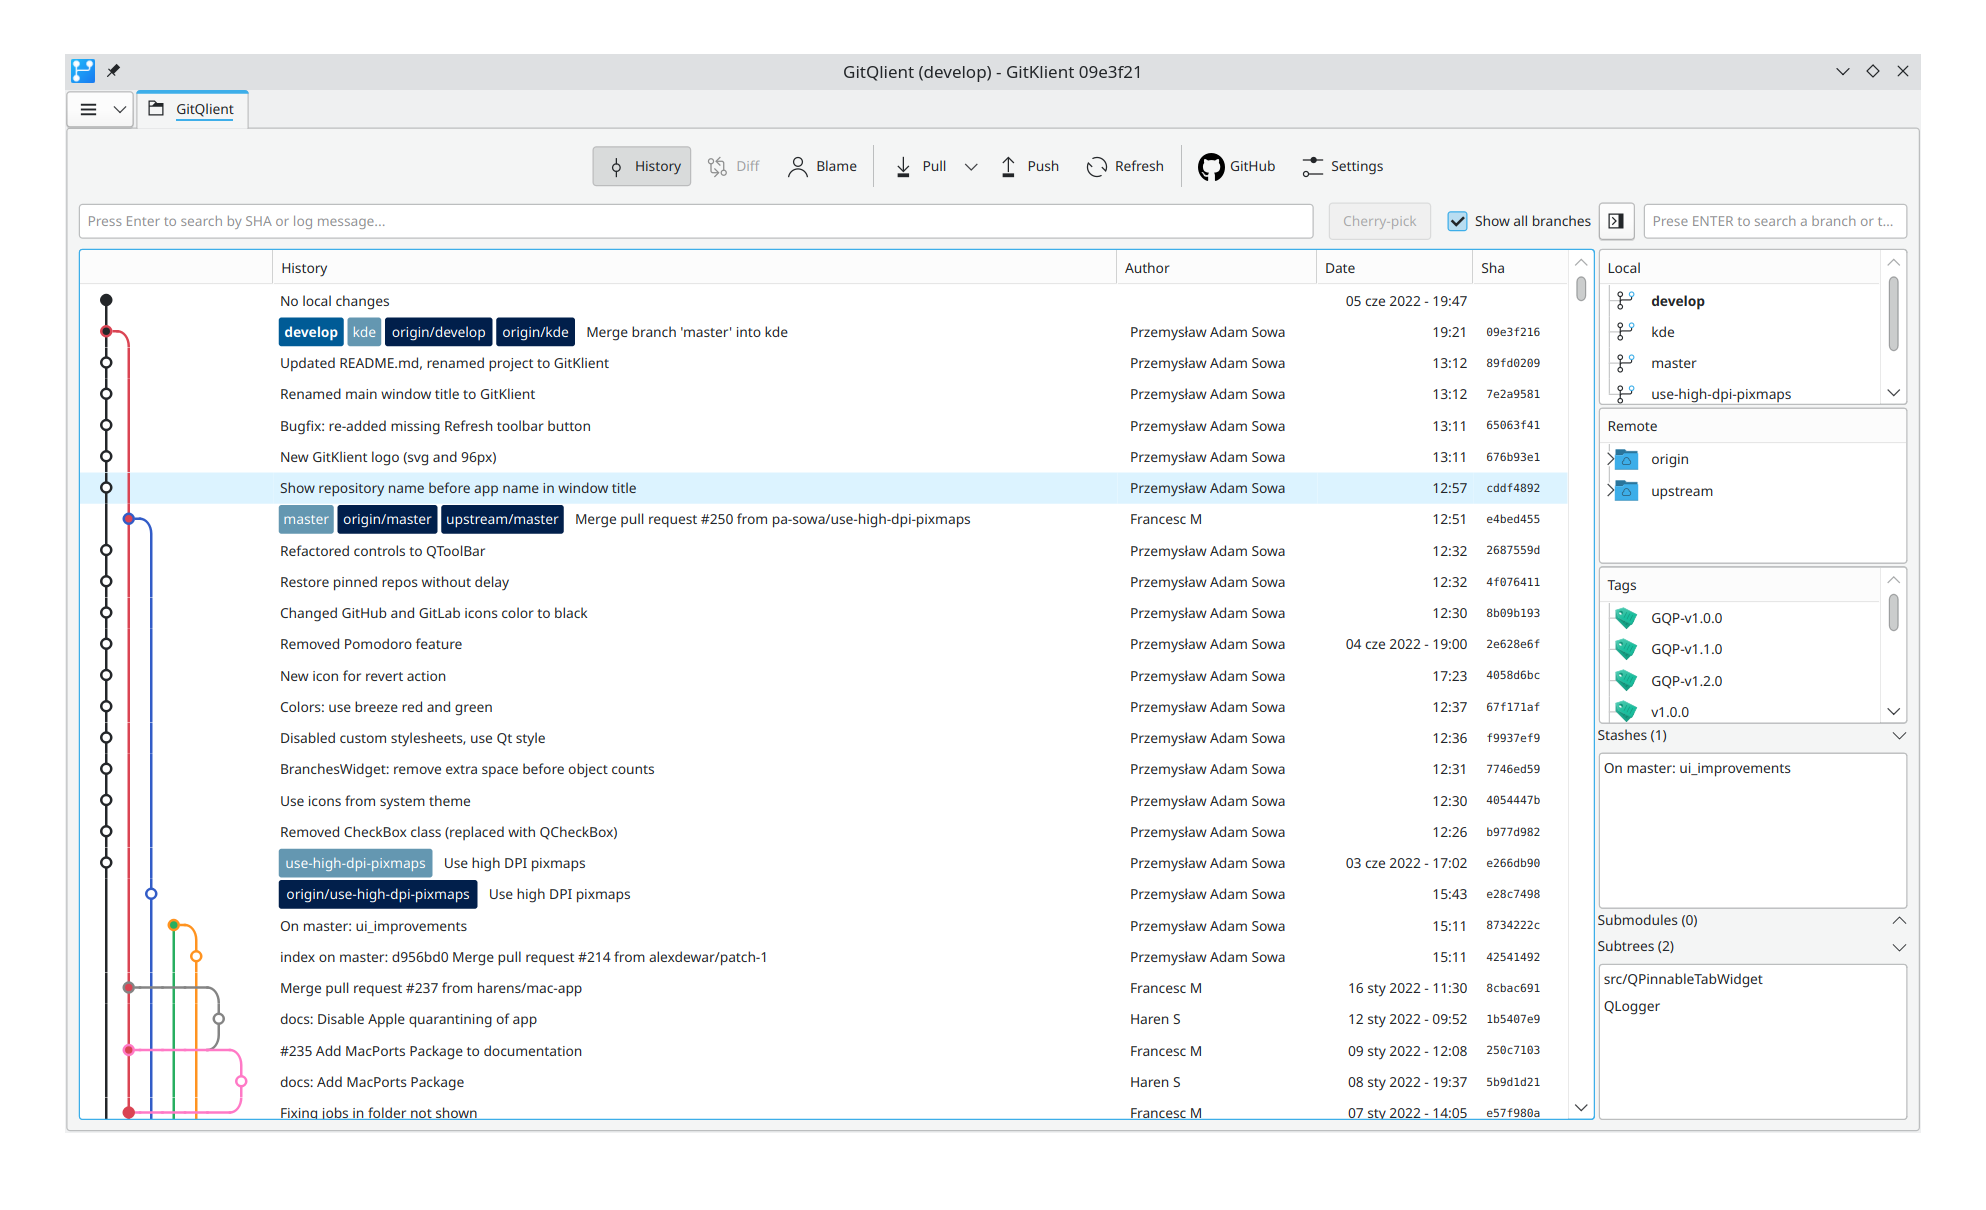 GitQlient (develop) - GitKlient 09e3f21
GitQlient
History Diff Blame Pull Push Refresh GitHub Settings
Press Enter to search by SHA or log message... Cherry-pick Show all branches Prese ENTER to search a branch or t...
History Author Date Sha
No local changes 05 cze 2022 - 19:47
develop kde origin/develop origin/kde Merge branch 'master' into kde Przemysław Adam Sowa 19:21 09e3f216
Updated README.md, renamed project to GitKlient Przemysław Adam Sowa 13:12 89fd0209
Renamed main window title to GitKlient Przemysław Adam Sowa 13:12 7e2a9581
Bugfix: re-added missing Refresh toolbar button Przemysław Adam Sowa 13:11 65063f41
New GitKlient logo (svg and 96px) Przemysław Adam Sowa 13:11 676b93e1
Show repository name before app name in window title Przemysław Adam Sowa 12:57 cddf4892
master origin/master upstream/master Merge pull request #250 from pa-sowa/use-high-dpi-pixmaps Francesc M 12:51 e4bed455
Refactored controls to QToolBar Przemysław Adam Sowa 12:32 2687559d
Restore pinned repos without delay Przemysław Adam Sowa 12:32 4f076411
Changed GitHub and GitLab icons color to black Przemysław Adam Sowa 12:30 8b09b193
Removed Pomodoro feature Przemysław Adam Sowa 04 cze 2022 - 19:00 2e628e6f
New icon for revert action Przemysław Adam Sowa 17:23 4058d6bc
Colors: use breeze red and green Przemysław Adam Sowa 12:37 67f171af
Disabled custom stylesheets, use Qt style Przemysław Adam Sowa 12:36 f9937ef9
BranchesWidget: remove extra space before object counts Przemysław Adam Sowa 12:31 7746ed59
Use icons from system theme Przemysław Adam Sowa 12:30 4054447b
Removed CheckBox class (replaced with QCheckBox) Przemysław Adam Sowa 12:26 b977d982
use-high-dpi-pixmaps Use high DPI pixmaps Przemysław Adam Sowa 03 cze 2022 - 17:02 e266db90
origin/use-high-dpi-pixmaps Use high DPI pixmaps Przemysław Adam Sowa 15:43 e28c7498
On master: ui_improvements Przemysław Adam Sowa 15:11 8734222c
index on master: d956bd0 Merge pull request #214 from alexdewar/patch-1 Przemysław Adam Sowa 15:11 42541492
Merge pull request #237 from harens/mac-app Francesc M 16 sty 2022 - 11:30 8cbac691
docs: Disable Apple quarantining of app Haren S 12 sty 2022 - 09:52 1b5407e9
#235 Add MacPorts Package to documentation Francesc M 09 sty 2022 - 12:08 250c7103
docs: Add MacPorts Package Haren S 08 sty 2022 - 19:37 5b9d1d21
Fixing jobs in folder not shown Francesc M 07 sty 2022 - 14:05 e57f980a
Local
develop
kde
master
use-high-dpi-pixmaps
Remote
origin
upstream
Tags
GQP-v1.0.0
GQP-v1.1.0
GQP-v1.2.0
v1.0.0
Stashes (1)
On master: ui_improvements
Submodules (0)
Subtrees (2)
src/QPinnableTabWidget
QLogger